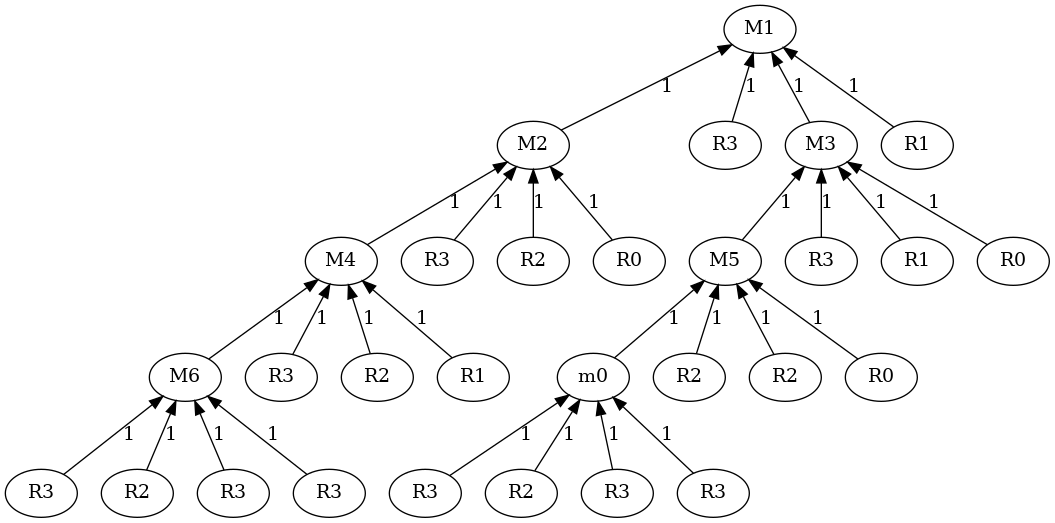 M1
1 1 1 1
M2 R3 M3 R1
1 1 1 1 1 1 1 1
M4 R3 R2 R0 M5 R3 R1 R0
1 1 1 1 1 1 1 1
M6 R3 R2 R1 m0 R2 R2 R0
1 1 1 1 1 1 1 1
R3 R2 R3 R3 R3 R2 R3 R3